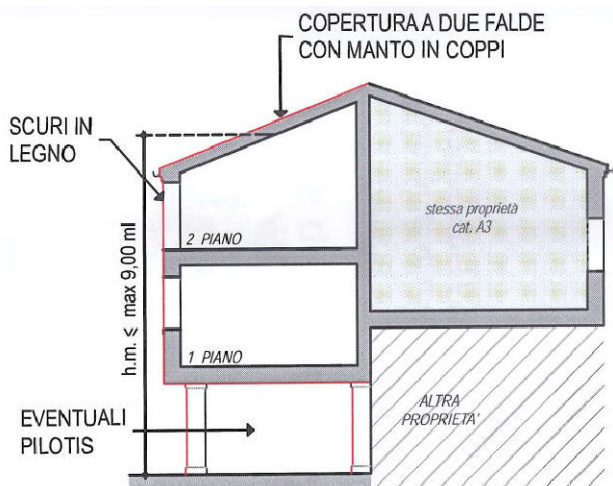 COPERTURA A DUE FALDE
CON MANTO IN COPPI
SCURI IN
LEGNO
stessa proprietà
cat. A3
2 PIANO
h.m. ≤ max 9,00 ml
1 PIANO
ALTRA
PROPRIETA'
EVENTUALI
PILOTIS